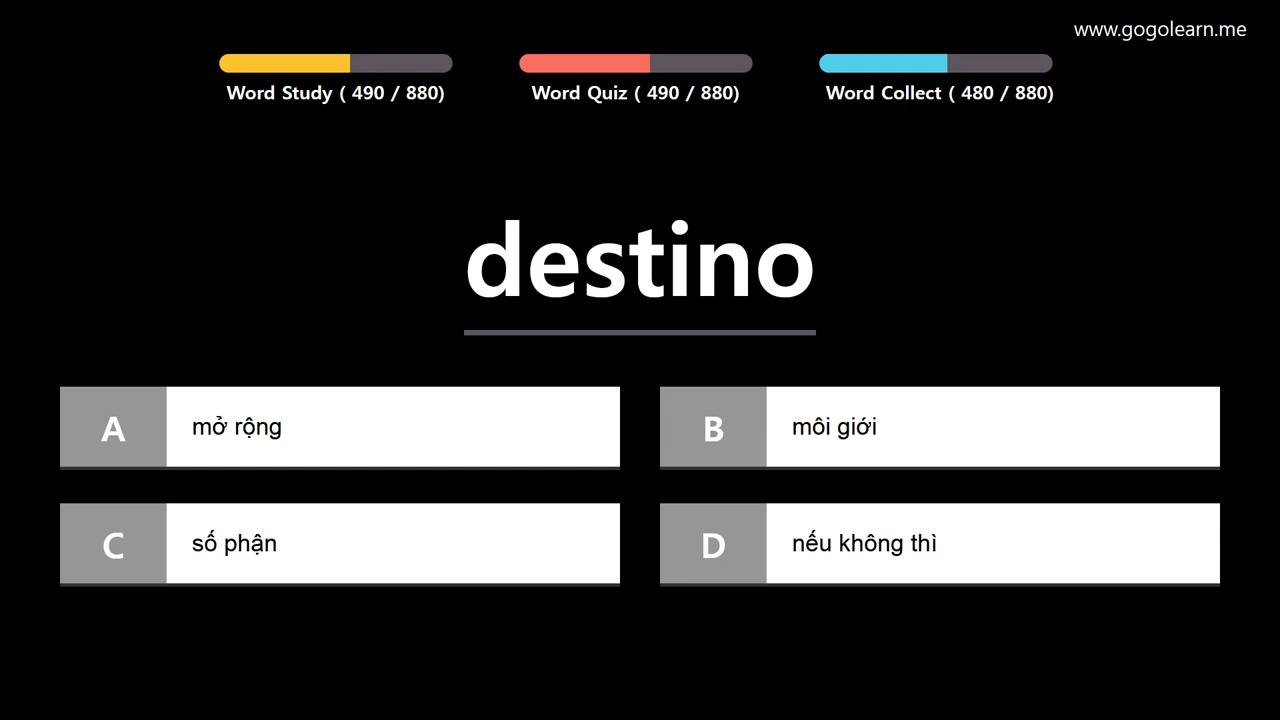 www.gogolearn.me
Word Study ( 490 / 880)
Word Quiz ( 490 / 880)
Word Collect ( 480 / 880)
destino
A
mở rộng
B
môi giới
C
số phận
D
nếu không thì